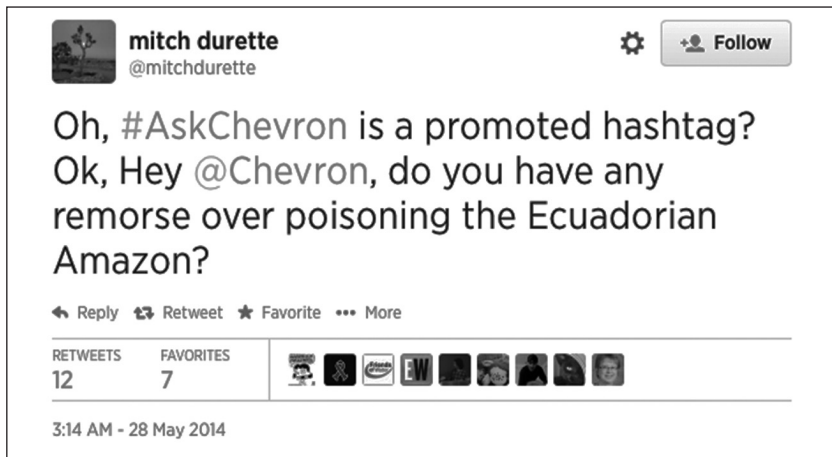 mitch durette
@mitchdurette
Follow
Oh, #AskChevron is a promoted hashtag?
Ok, Hey @Chevron, do you have any
remorse over poisoning the Ecuadorian
Amazon?
Reply Retweet Favorite More
RETWEETS FAVORITES
12 7
EW
3:14 AM - 28 May 2014